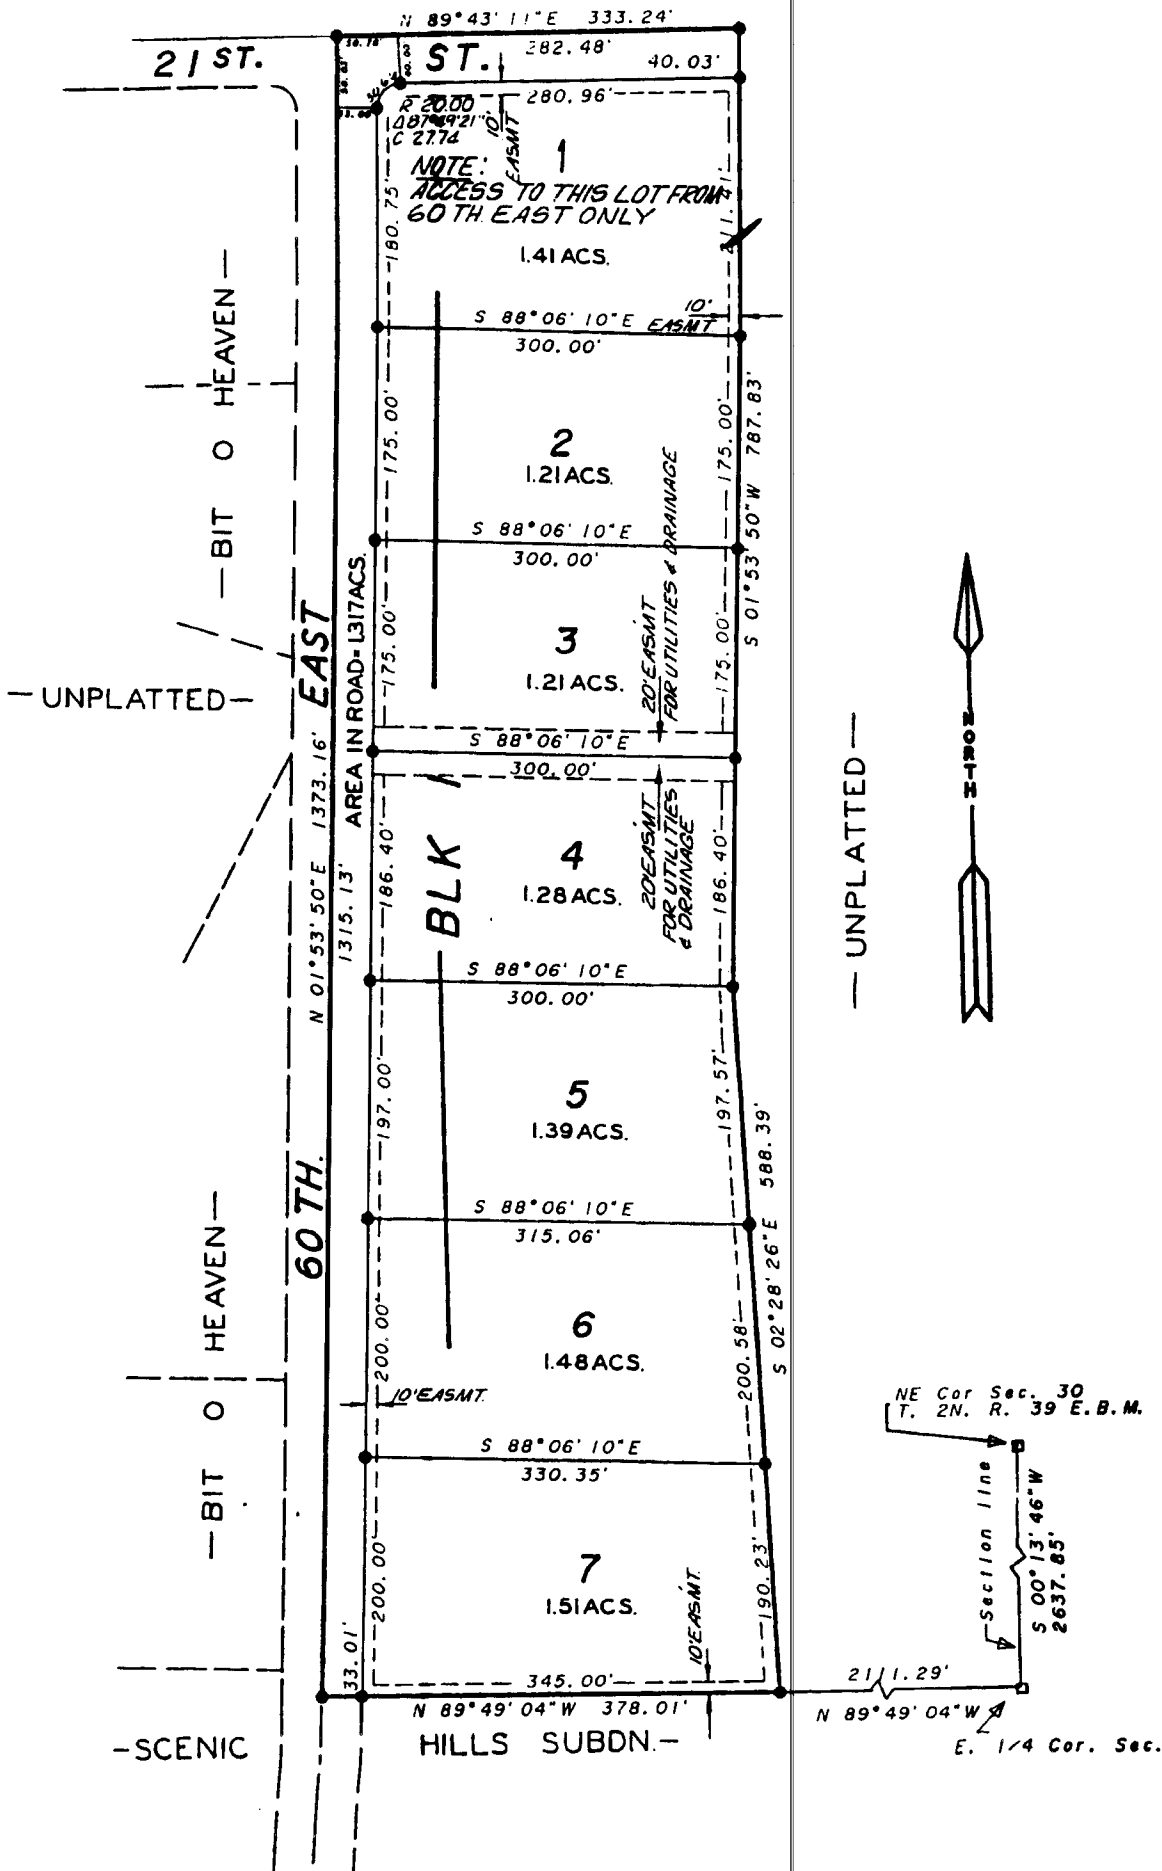 N 89°43' 11"E 333.24'
21 ST. ST.
282.48'
40.03'
280.96'
R 20.00
Δ87°49'21"
C 27.74
10'
EASMT
1
NOTE:
ACCESS TO THIS LOT FROM
60 TH EAST ONLY
1.41 ACS.
180.75'
211.41'
10'
EASMT
S 88°06' 10"E
300.00'
—BIT O HEAVEN—
175.00'
2
1.21 ACS.
175.00'
S 01°53' 50"W 787.83'
S 88°06' 10"E
300.00'
175.00'
3
1.21 ACS.
20' EASMT
FOR UTILITIES & DRAINAGE
175.00'
—UNPLATTED—
60 TH. EAST
AREA IN ROAD=1.317ACS.
N 01°53' 50"E 1373.16'
1315.13'
S 88°06' 10"E
300.00'
BLK 1
186.40'
4
1.28 ACS.
20' EASMT
FOR UTILITIES
& DRAINAGE
186.40'
—UNPLATTED—
NORTH
S 88°06' 10"E
300.00'
197.00'
5
1.39 ACS.
197.57'
S 02°28' 26"E 588.39'
S 88°06' 10"E
315.06'
—BIT O HEAVEN—
200.00'
6
1.48 ACS.
200.58'
10' EASMT.
S 88°06' 10"E
330.35'
NE Cor Sec. 30
T. 2N. R. 39 E.B.M.
Section line
S 00°13' 46"W
2637.85'
200.00'
7
1.51 ACS.
190.23'
10' EASMT.
33.01'
345.00'
N 89°49' 04"W 378.01'
2111.29'
N 89°49' 04"W
E. 1/4 Cor. Sec.
-SCENIC HILLS SUBDN.-